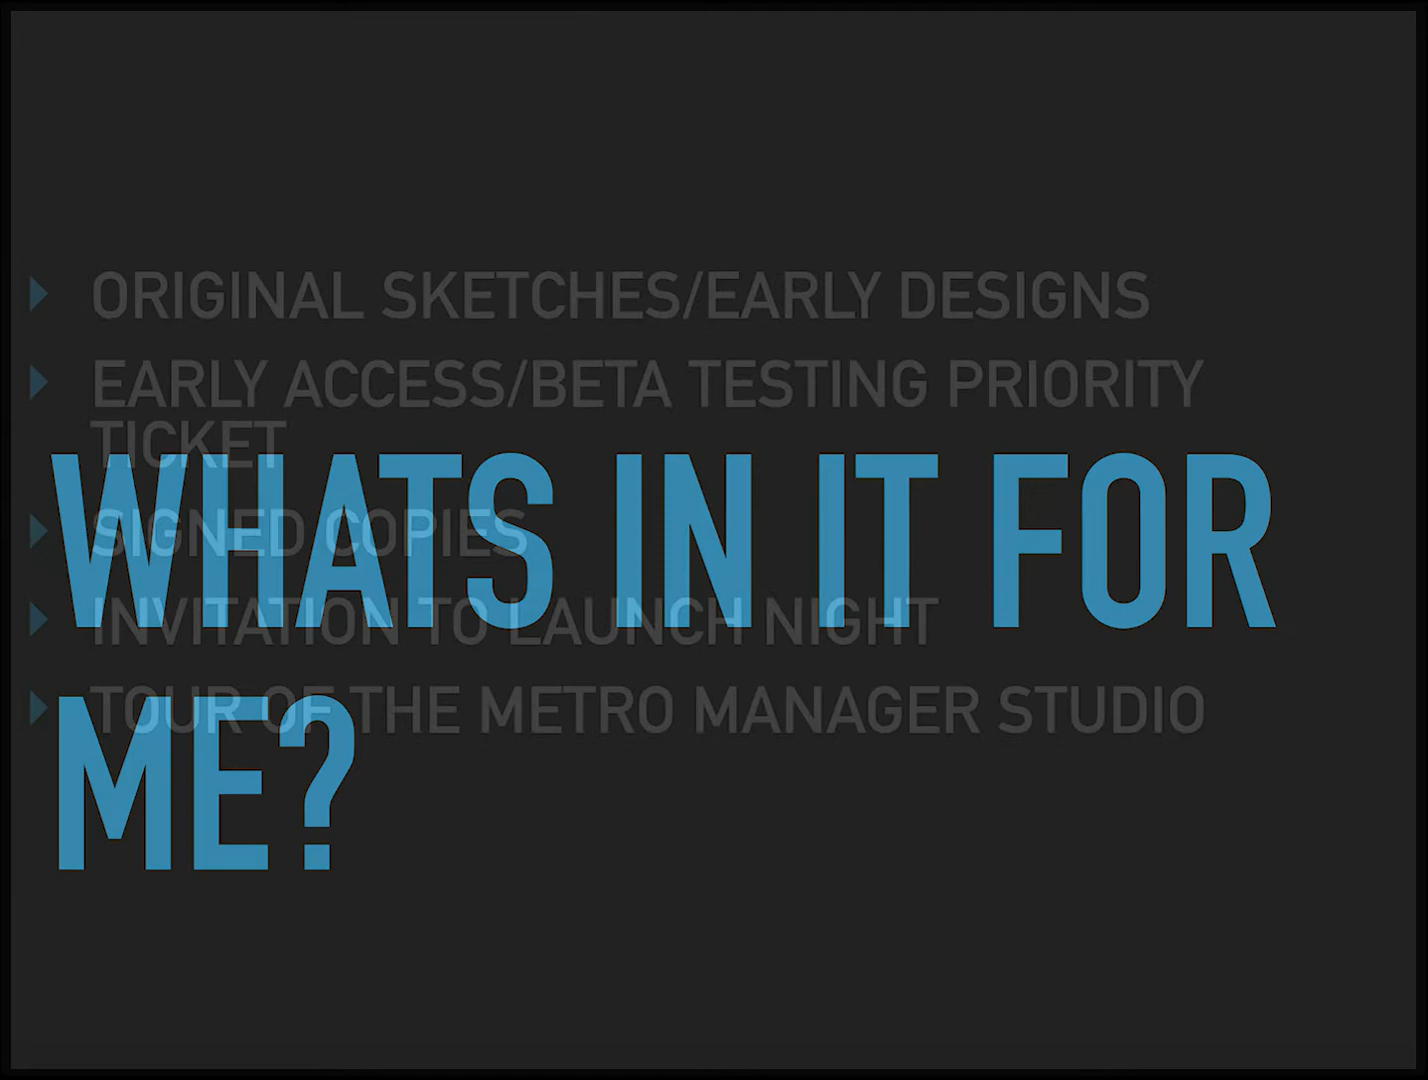 ORIGINAL SKETCHES/EARLY DESIGNS
EARLY ACCESS/BETA TESTING PRIORITY
TICKET
SIGNED COPIES
INVITATION TO LAUNCH NIGHT
TOUR OF THE METRO MANAGER STUDIO
WHATS IN IT FOR
ME?